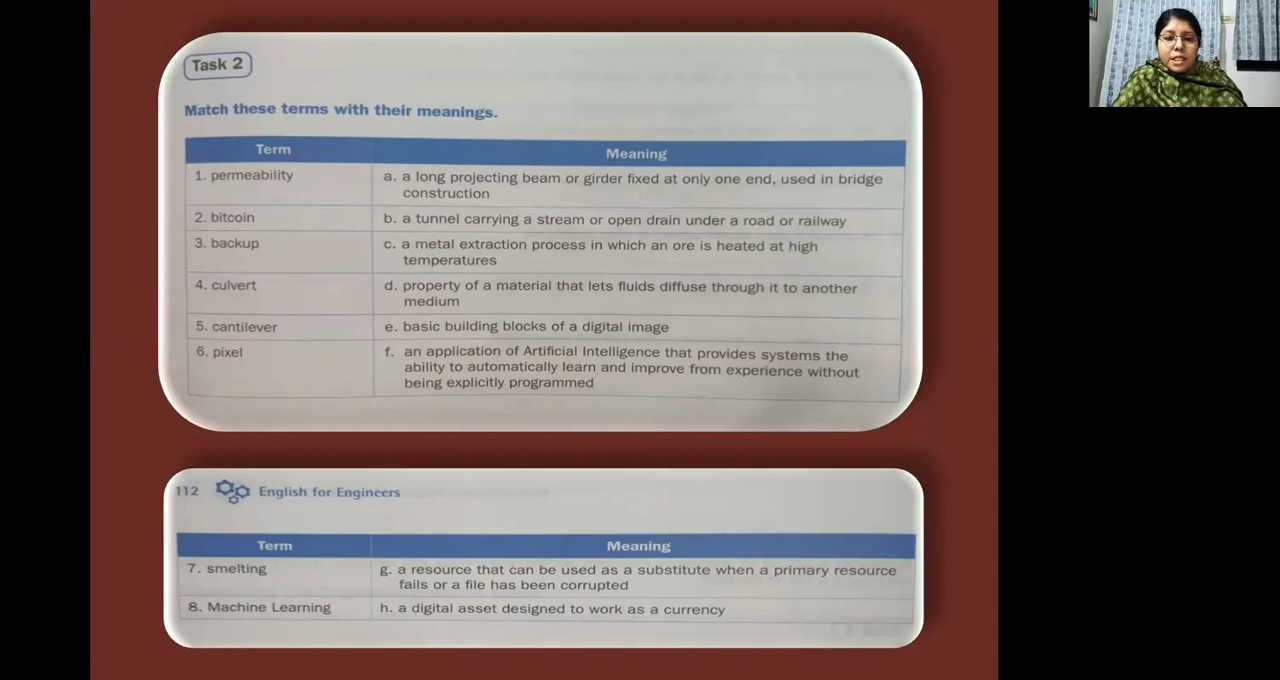 Task 2
Match these terms with their meanings.
Term Meaning
1. permeability a. a long projecting beam or girder fixed at only one end, used in bridge
construction
2. bitcoin b. a tunnel carrying a stream or open drain under a road or railway
3. backup c. a metal extraction process in which an ore is heated at high
temperatures
4. culvert d. property of a material that lets fluids diffuse through it to another
medium
5. cantilever e. basic building blocks of a digital image
6. pixel f. an application of Artificial Intelligence that provides systems the
ability to automatically learn and improve from experience without
being explicitly programmed
112 English for Engineers
Term Meaning
7. smelting g. a resource that can be used as a substitute when a primary resource
fails or a file has been corrupted
8. Machine Learning h. a digital asset designed to work as a currency